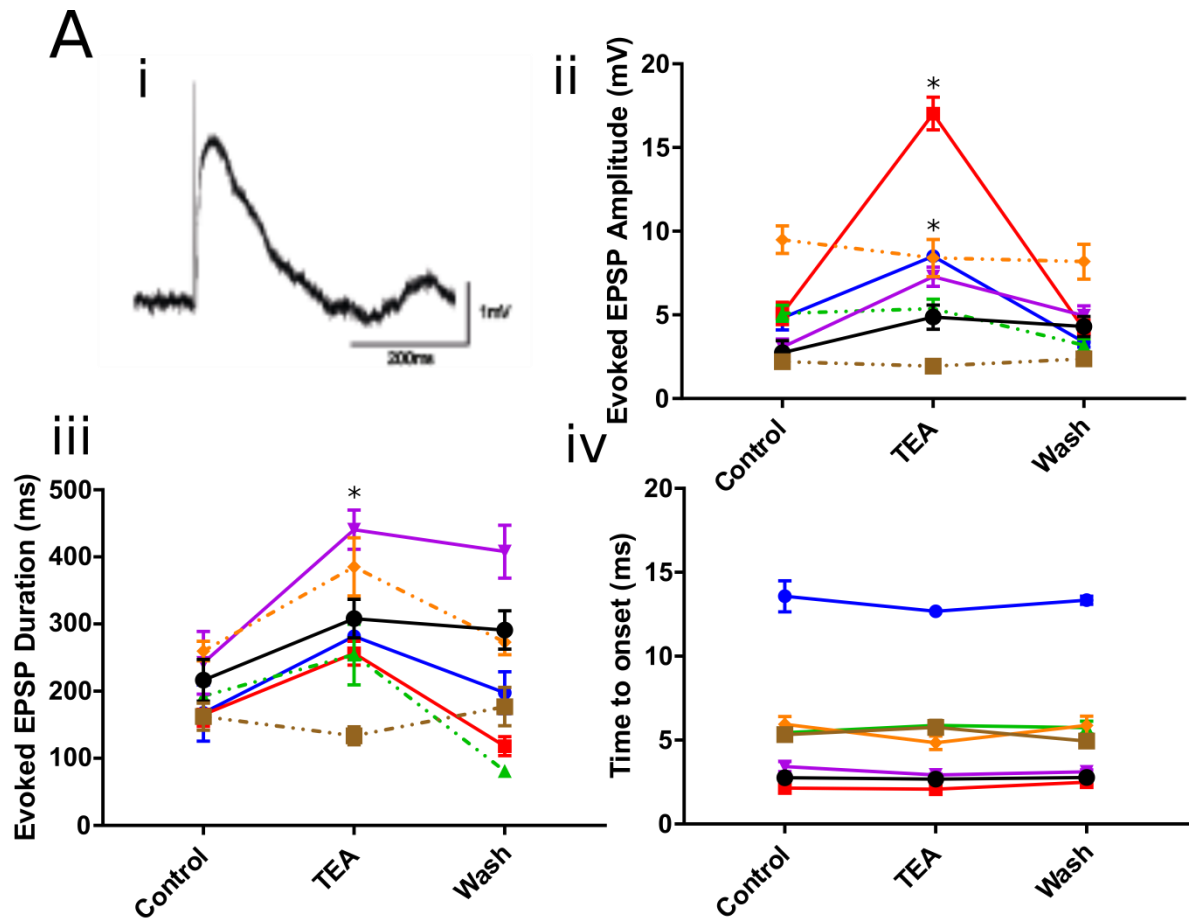 A
i
1mV
200ms
ii
Evoked EPSP Amplitude (mV)
20
15
10
5
0
*
*
Control
TEA
Wash
iii
Evoked EPSP Duration (ms)
500
400
300
200
100
0
*
Control
TEA
Wash
iv
Time to onset (ms)
20
15
10
5
0
Control
TEA
Wash